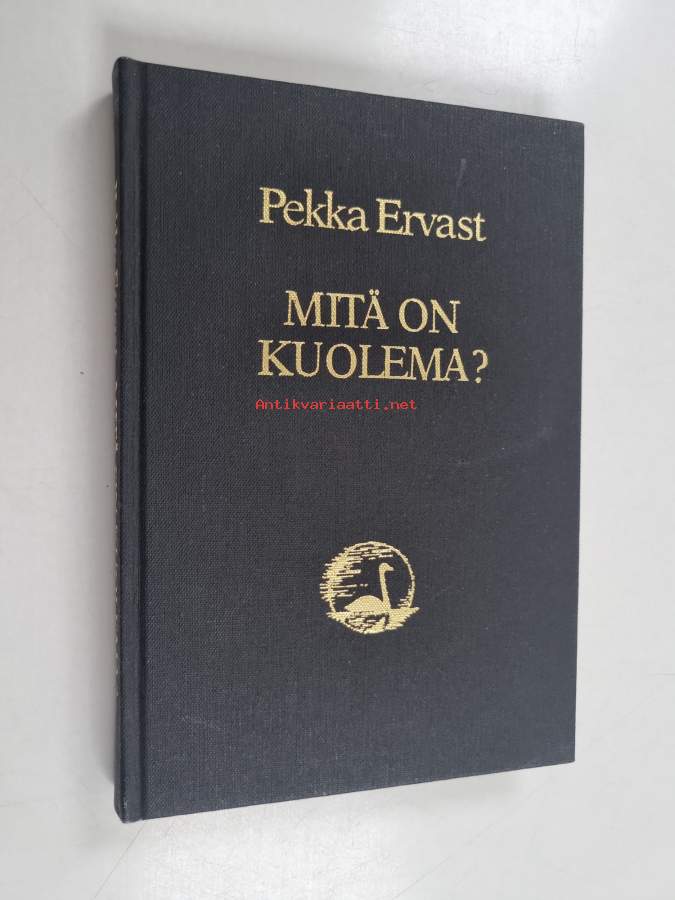 Pekka Ervast
MITÄ ON
KUOLEMA?
Antikvariaatti.net